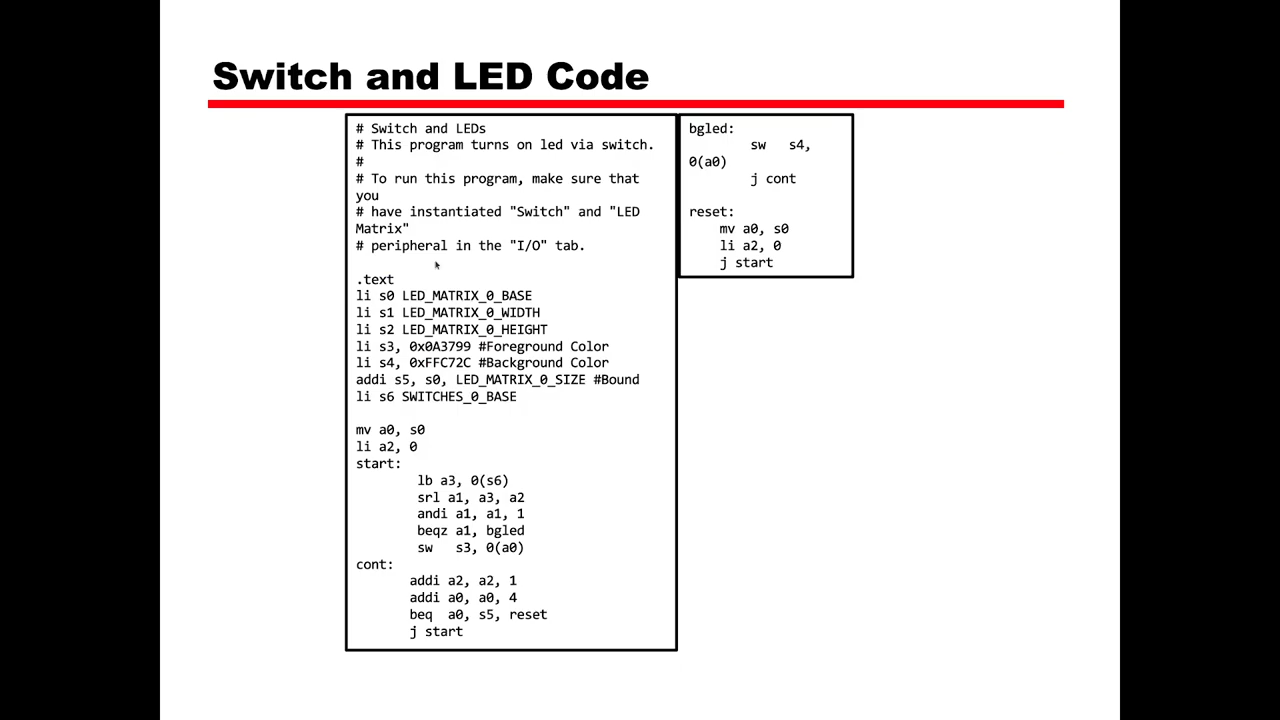 Switch and LED Code
# Switch and LEDs
# This program turns on led via switch.
#
# To run this program, make sure that
you
# have instantiated "Switch" and "LED
Matrix"
# peripheral in the "I/O" tab.
.text
li s0 LED_MATRIX_0_BASE
li s1 LED_MATRIX_0_WIDTH
li s2 LED_MATRIX_0_HEIGHT
li s3, 0x0A3799 #Foreground Color
li s4, 0xFFC72C #Background Color
addi s5, s0, LED_MATRIX_0_SIZE #Bound
li s6 SWITCHES_0_BASE
mv a0, s0
li a2, 0
start:
lb a3, 0(s6)
srl a1, a3, a2
andi a1, a1, 1
beqz a1, bgled
sw s3, 0(a0)
cont:
addi a2, a2, 1
addi a0, a0, 4
beq a0, s5, reset
j start
bgled:
sw s4,
0(a0)
j cont
reset:
mv a0, s0
li a2, 0
j start